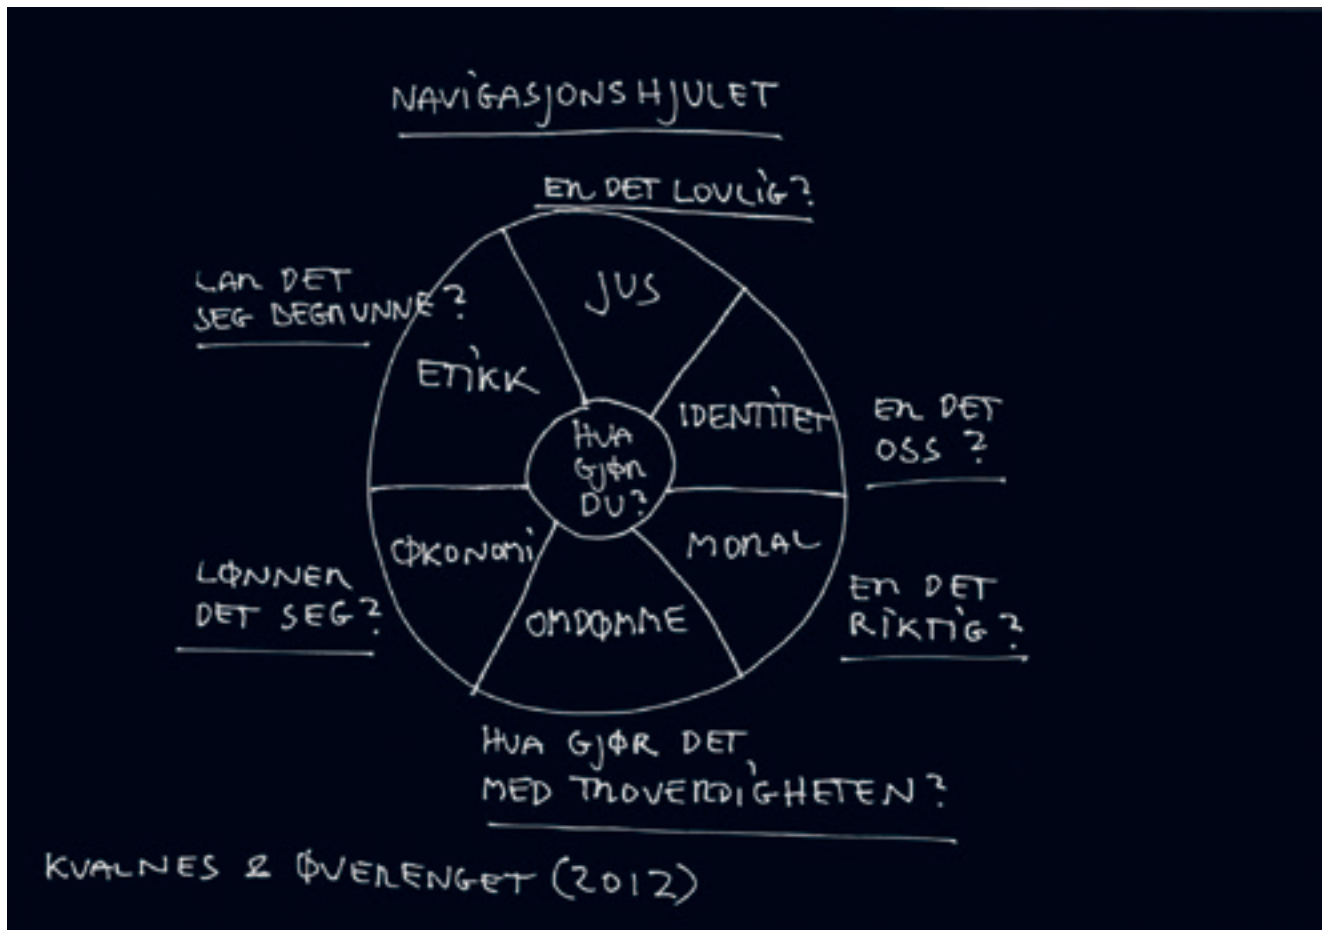 NAVIGASJONSHJULET
ER DET LOVLIG?
LAR DET
SEG BEGRUNNE?
JUS
ETIKK
IDENTITET
ER DET
OSS?
HVA
GJØR
DU?
ØKONOMI
MORAL
LØNNER
DET SEG?
OMDØMME
ER DET
RIKTIG?
HVA GJØR DET
MED TROVERDIGHETEN?
KVALNES & ØVERENGET (2012)